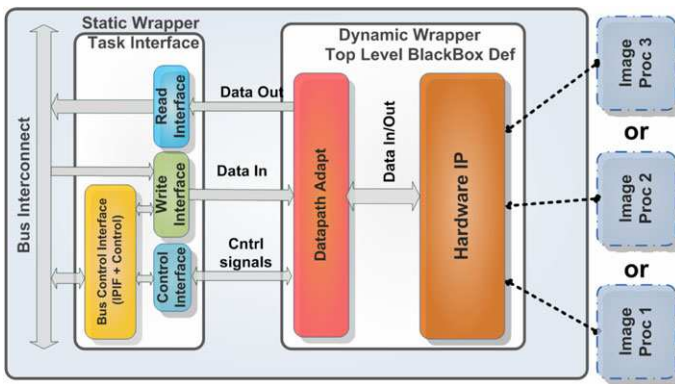 Static Wrapper
Task Interface
Dynamic Wrapper
Top Level BlackBox Def
Bus Interconnect
Read
Interface
Write
Interface
Control
Interface
Bus Control Interface
(IPIF + Control)
Data Out
Data In
Cntrl
signals
Datapath Adapt
Data In/Out
Hardware IP
Image
Proc 3
or
Image
Proc 2
or
Image
Proc 1